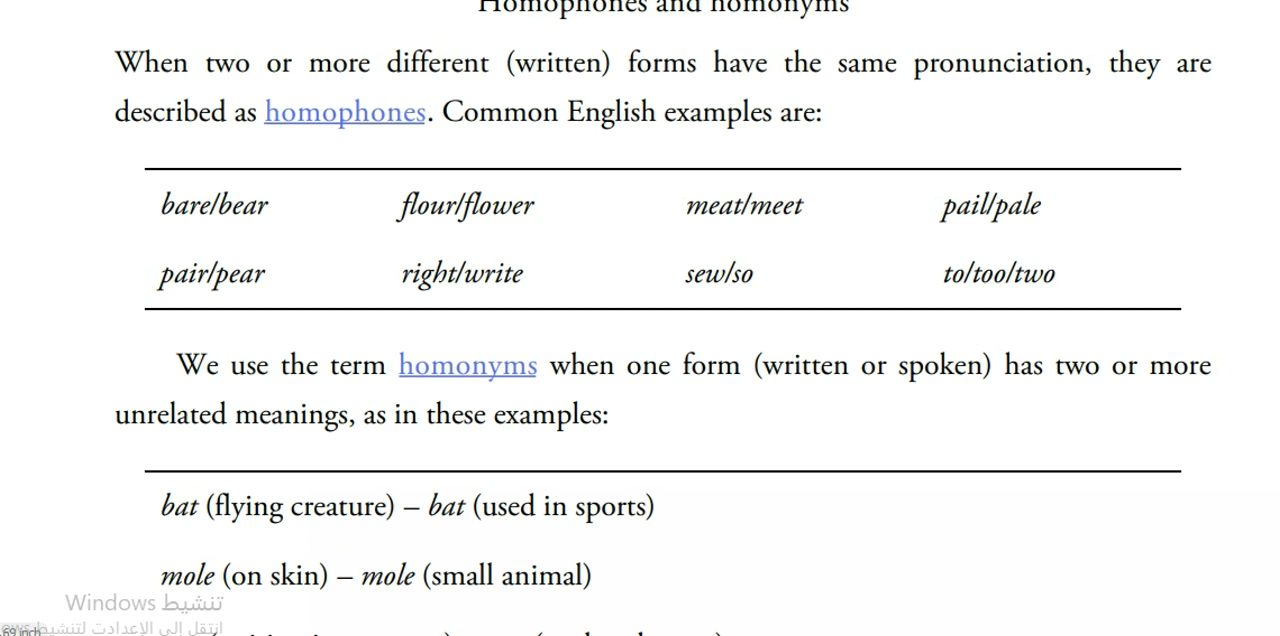 Homophones and homonyms
When two or more different (written) forms have the same pronunciation, they are
described as homophones. Common English examples are:
bare/bear flour/flower meat/meet pail/pale
pair/pear right/write sew/so to/too/two
We use the term homonyms when one form (written or spoken) has two or more
unrelated meanings, as in these examples:
bat (flying creature) – bat (used in sports)
mole (on skin) – mole (small animal)
تنشيط Windows
انتقل إلى الإعدادت لتنشيط